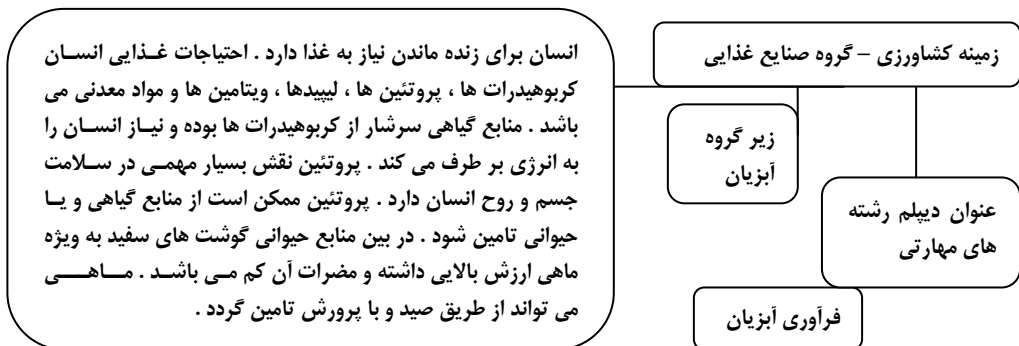 زمینه کشاورزی – گروه صنایع غذایی
زیر گروه
آبزیان
عنوان دیپلم رشته
های مهارتی
فرآوری آبزیان
انسان برای زنده ماندن نیاز به غذا دارد . احتیاجات غـذایی انسـان
کربوهیدرات ها ، پروتئین ها ، لیپیدها ، ویتامین ها و مواد معدنی می
باشد . منابع گیاهی سرشار از کربوهیدرات ها بوده و نیـاز انسـان را
به انرژی بر طرف می کند . پروتئین نقش بسیار مهمـی در سـلامت
جسم و روح انسان دارد . پروتئین ممکن است از منابع گیاهی و یـا
حیوانی تامین شود . در بین منابع حیوانی گوشت های سفید به ویژه
ماهی ارزش بالایی داشته و مضرات آن کم مـی باشـد . مـاهـــی
می تواند از طریق صید و با پرورش تامین گردد .